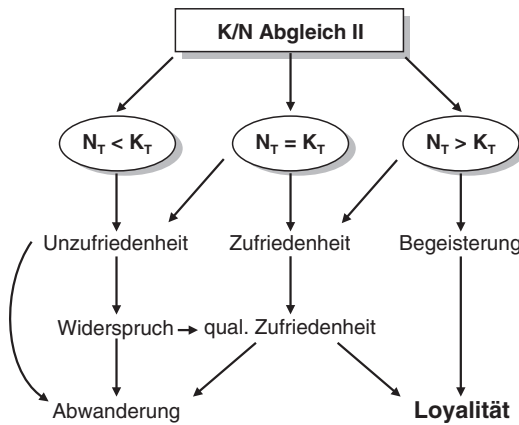 K/N Abgleich II
N_T < K_T N_T = K_T N_T > K_T
Unzufriedenheit Zufriedenheit Begeisterung
Widerspruch qual. Zufriedenheit
Abwanderung Loyalität